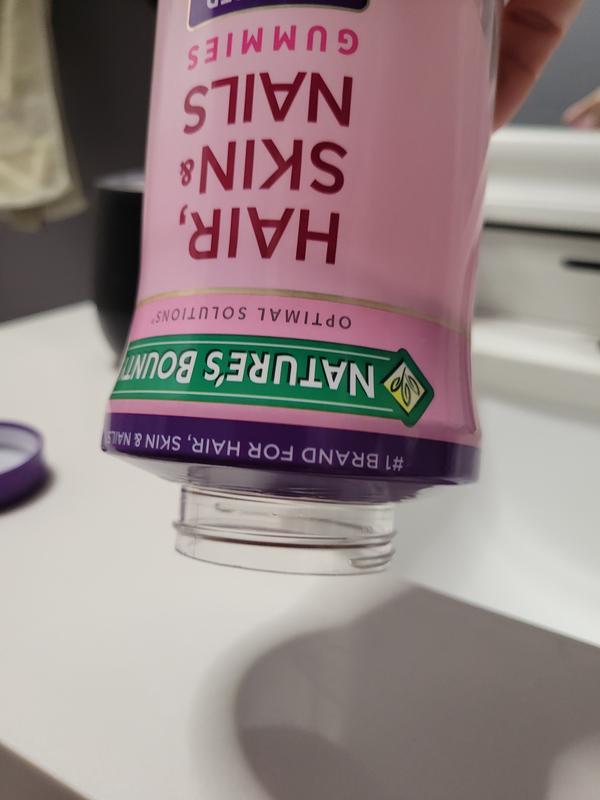 #1 BRAND FOR HAIR, SKIN & NAILS
NATURE'S BOUNTY
OPTIMAL SOLUTIONS®
HAIR,
SKIN &
NAILS
GUMMIES